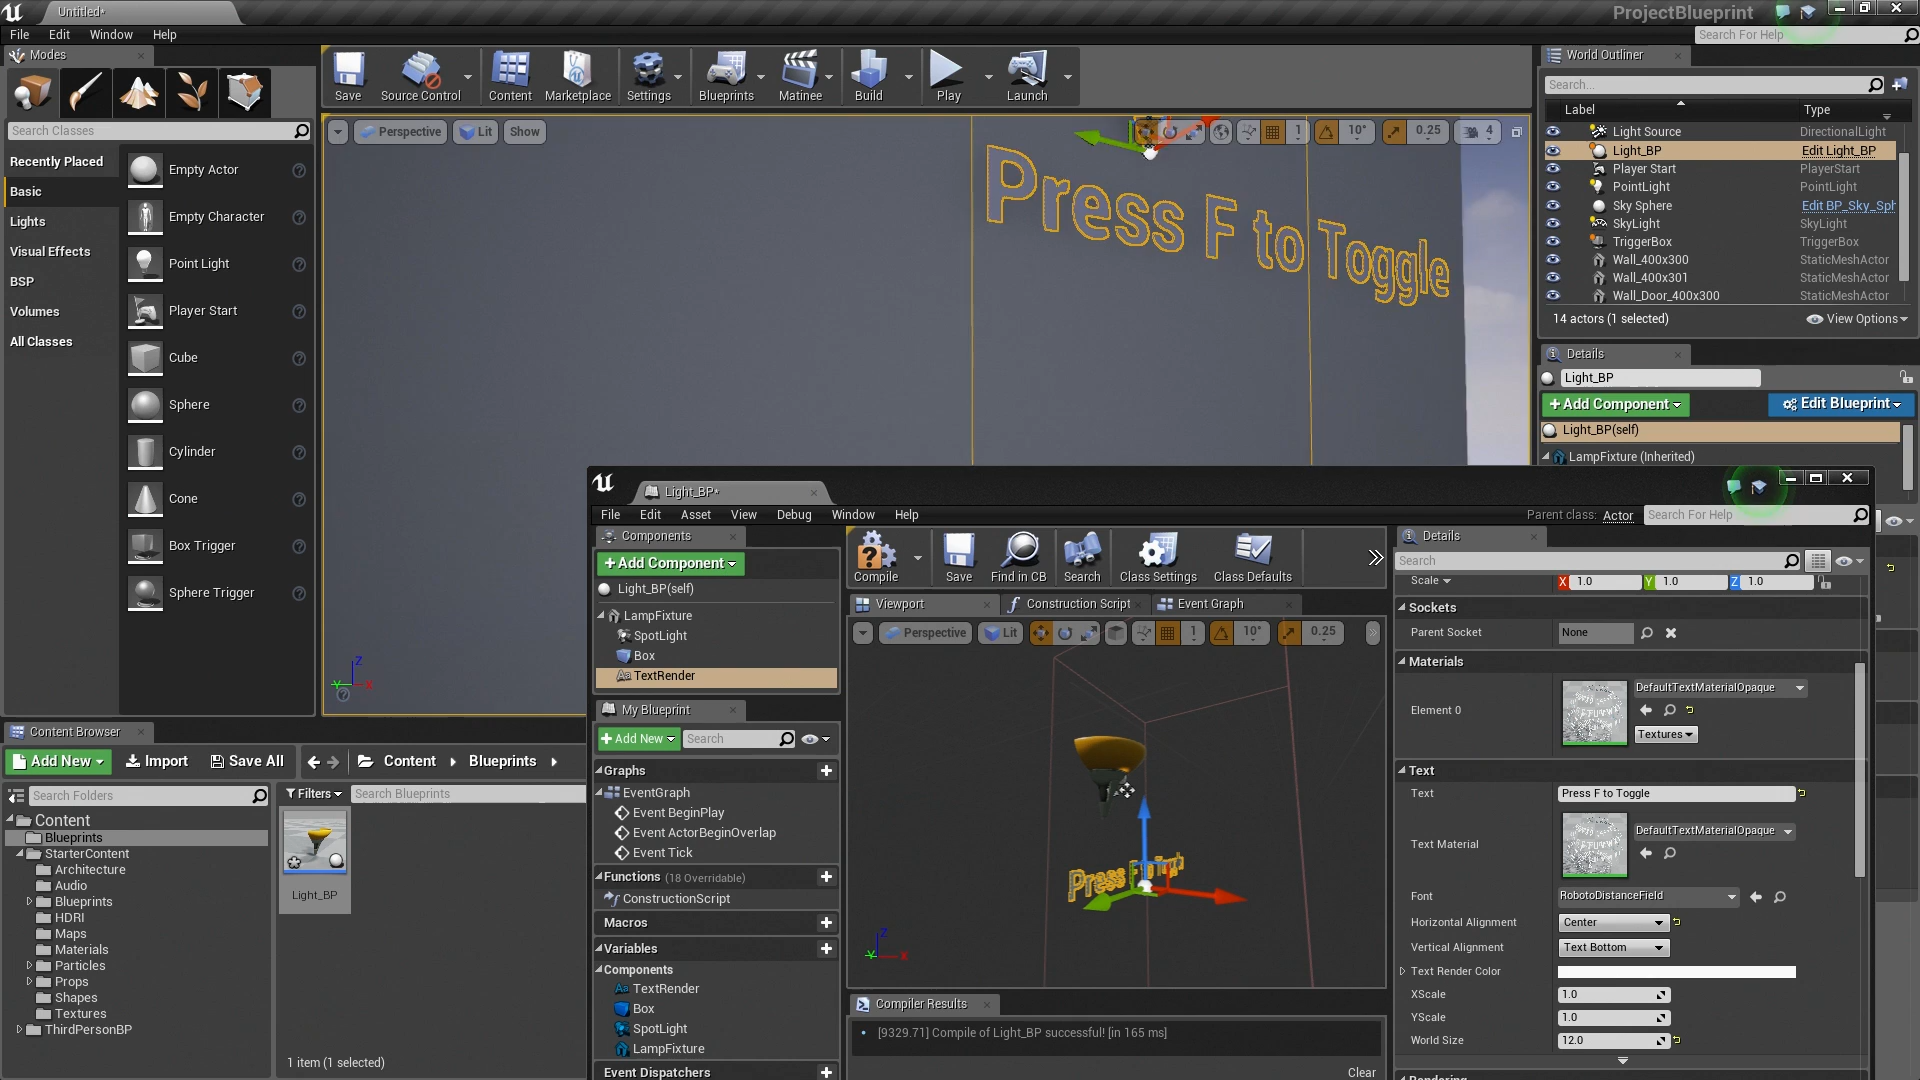 Untitled*
ProjectBlueprint
File Edit Window Help
Search For Help
Modes
Search Classes
Recently Placed
Basic
Lights
Visual Effects
BSP
Volumes
All Classes
Empty Actor
Empty Character
Point Light
Player Start
Cube
Sphere
Cylinder
Cone
Box Trigger
Sphere Trigger
Save Source Control Content Marketplace Settings Blueprints Matinee Build Play Launch
Perspective Lit Show
1 10° 0.25 4
Press F to Toggle
World Outliner
Search...
Label Type
Light Source DirectionalLight
Light_BP Edit Light_BP
Player Start PlayerStart
PointLight PointLight
Sky Sphere Edit BP_Sky_Sph
SkyLight SkyLight
TriggerBox TriggerBox
Wall_400x300 StaticMeshActor
Wall_400x301 StaticMeshActor
Wall_Door_400x300 StaticMeshActor
14 actors (1 selected) View Options
Details
Light_BP
+Add Component Edit Blueprint
Light_BP(self)
LampFixture (Inherited)
Content Browser
Add New Import Save All Content Blueprints
Search Folders
Filters Search Blueprints
Content
Blueprints
StarterContent
Architecture
Audio
Blueprints
HDRI
Maps
Materials
Particles
Props
Shapes
Textures
ThirdPersonBP
Light_BP
1 item (1 selected)
Light_BP*
File Edit Asset View Debug Window Help
Parent class: Actor Search For Help
Components
+Add Component
Light_BP(self)
LampFixture
SpotLight
Box
TextRender
My Blueprint
+Add New Search
Graphs
EventGraph
Event BeginPlay
Event ActorBeginOverlap
Event Tick
Functions (18 Overridable)
ConstructionScript
Macros
Variables
Components
TextRender
Box
SpotLight
LampFixture
Event Dispatchers
Compile Save Find in CB Search Class Settings Class Defaults
Viewport Construction Script Event Graph
Perspective Lit 1 10° 0.25
Compiler Results
[9329.71] Compile of Light_BP successful! [in 165 ms]
Clear
Details
Search
Scale X 1.0 Y 1.0 Z 1.0
Sockets
Parent Socket None
Materials
Element 0 DefaultTextMaterialOpaque
Textures
Text
Text Press F to Toggle
Text Material DefaultTextMaterialOpaque
Font RobotoDistanceField
Horizontal Alignment Center
Vertical Alignment Text Bottom
Text Render Color
XScale 1.0
YScale 1.0
World Size 12.0